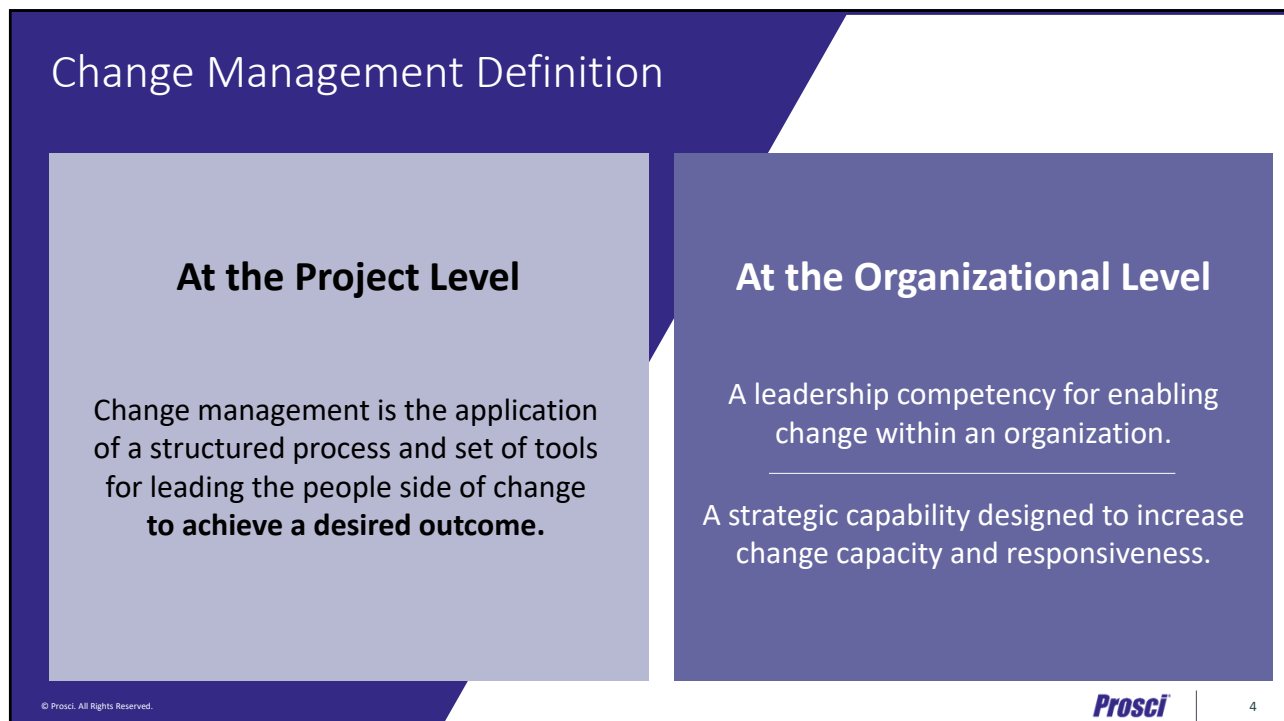 Change Management Definition
At the Project Level
Change management is the application
of a structured process and set of tools
for leading the people side of change
to achieve a desired outcome.
At the Organizational Level
A leadership competency for enabling
change within an organization.
A strategic capability designed to increase
change capacity and responsiveness.
© Prosci. All Rights Reserved.
Prosci®
4